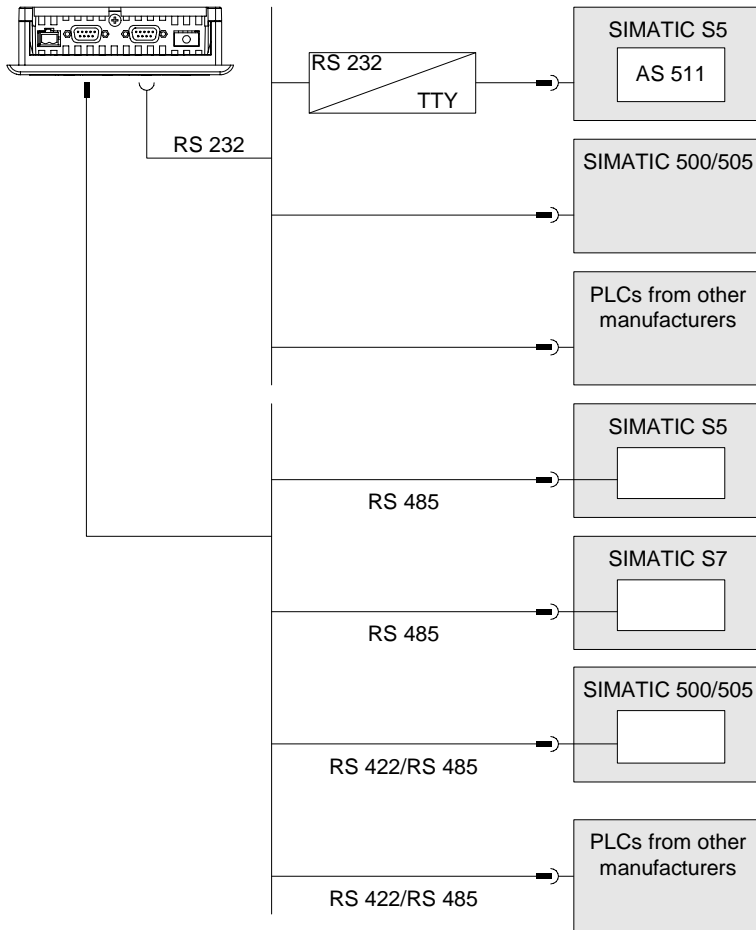 SIMATIC S5
RS 232
TTY
AS 511
RS 232
SIMATIC 500/505
PLCs from other
manufacturers
SIMATIC S5
RS 485
SIMATIC S7
RS 485
SIMATIC 500/505
RS 422/RS 485
PLCs from other
manufacturers
RS 422/RS 485